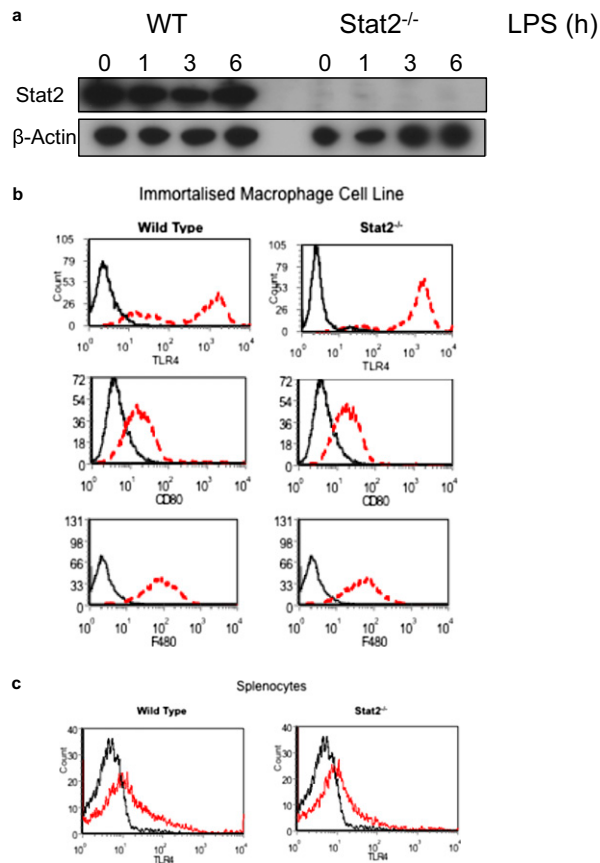 a
WT Stat2⁻/⁻ LPS (h)
0 1 3 6 0 1 3 6
Stat2
β-Actin
b
Immortalised Macrophage Cell Line
Wild Type Stat2⁻/⁻
105
79
53
26
0
Count
10⁰ 10¹ 10² 10³ 10⁴
TLR4
105
79
53
26
0
Count
10⁰ 10¹ 10² 10³ 10⁴
TLR4
72
54
36
18
0
10⁰ 10¹ 10² 10³ 10⁴
CD80
72
54
36
18
0
10⁰ 10¹ 10² 10³ 10⁴
CD80
131
98
66
33
0
10⁰ 10¹ 10² 10³ 10⁴
F480
131
98
66
33
0
10⁰ 10¹ 10² 10³ 10⁴
F480
c
Splenocytes
Wild Type Stat2⁻/⁻
40
30
20
10
0
Count
10⁰ 10¹ 10² 10³ 10⁴
TLR4
40
30
20
10
0
Count
10⁰ 10¹ 10² 10³ 10⁴
TLR4